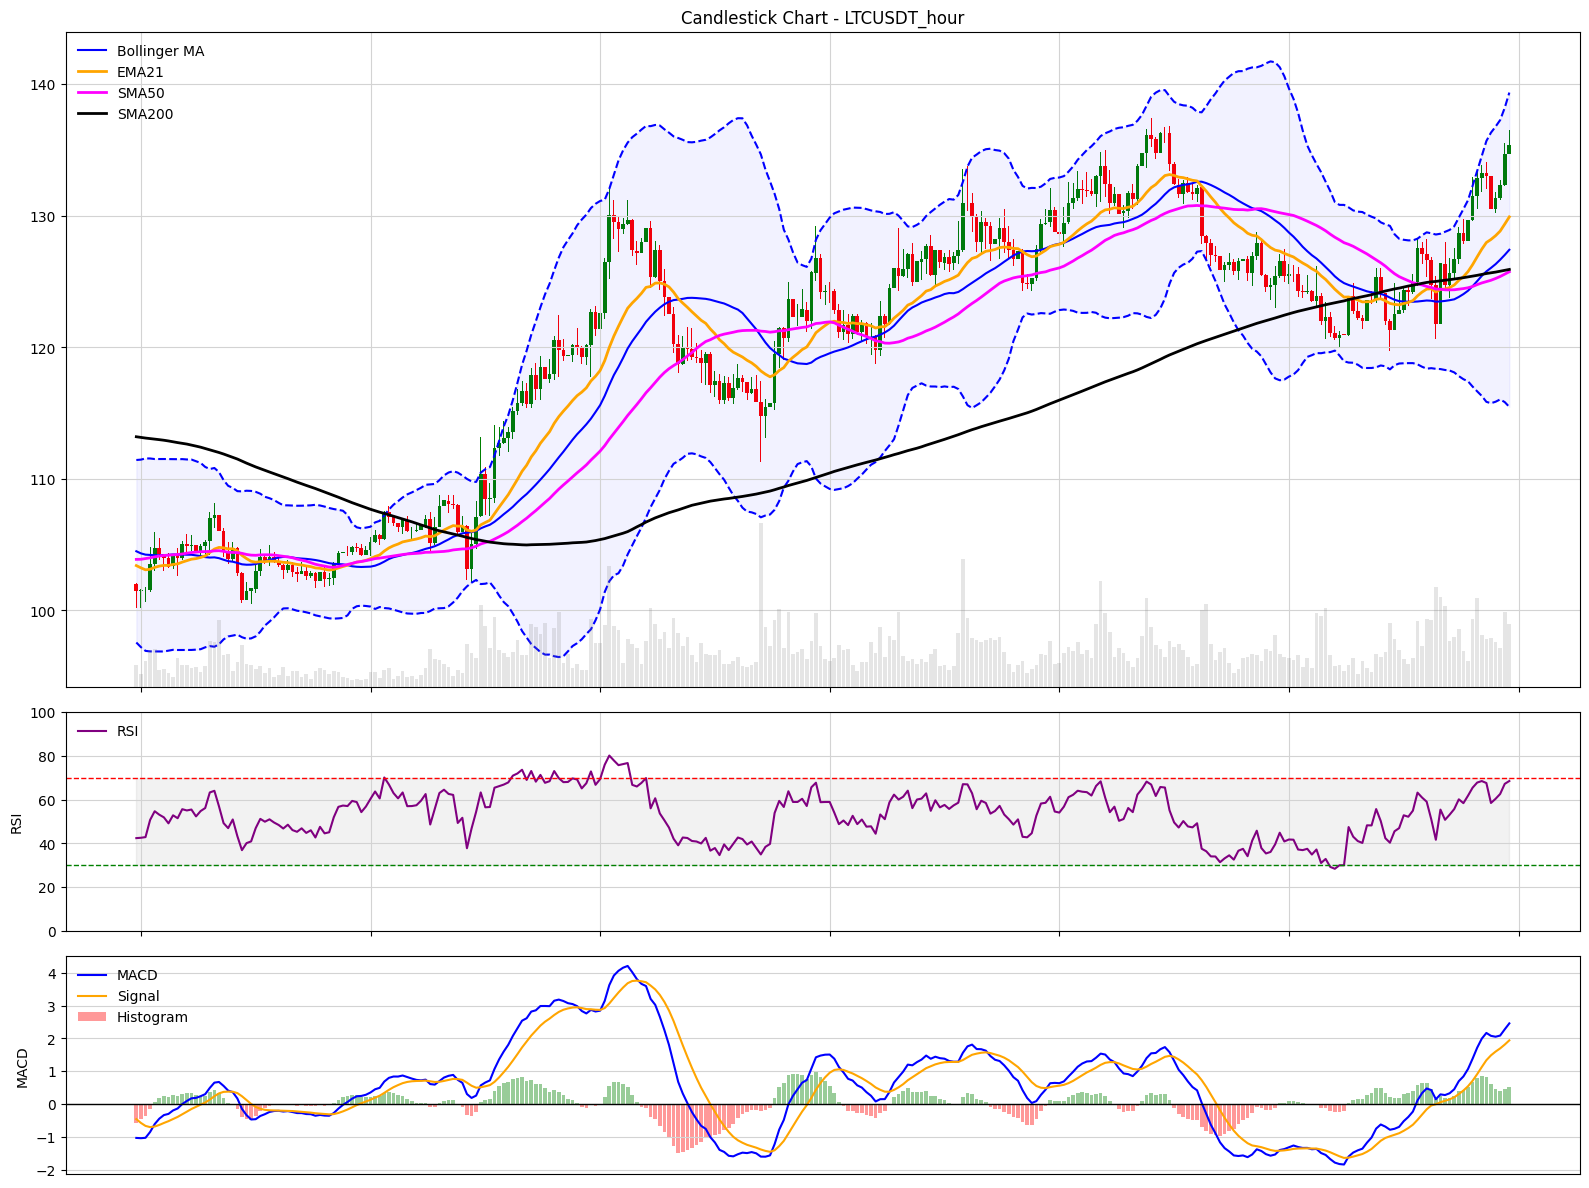 Candlestick Chart - LTCUSDT_hour
Bollinger MA
EMA21
SMA50
SMA200
140
130
120
110
100
RSI
100
80
60
40
20
0
RSI
MACD
Signal
Histogram
4
3
2
1
0
−1
−2
MACD